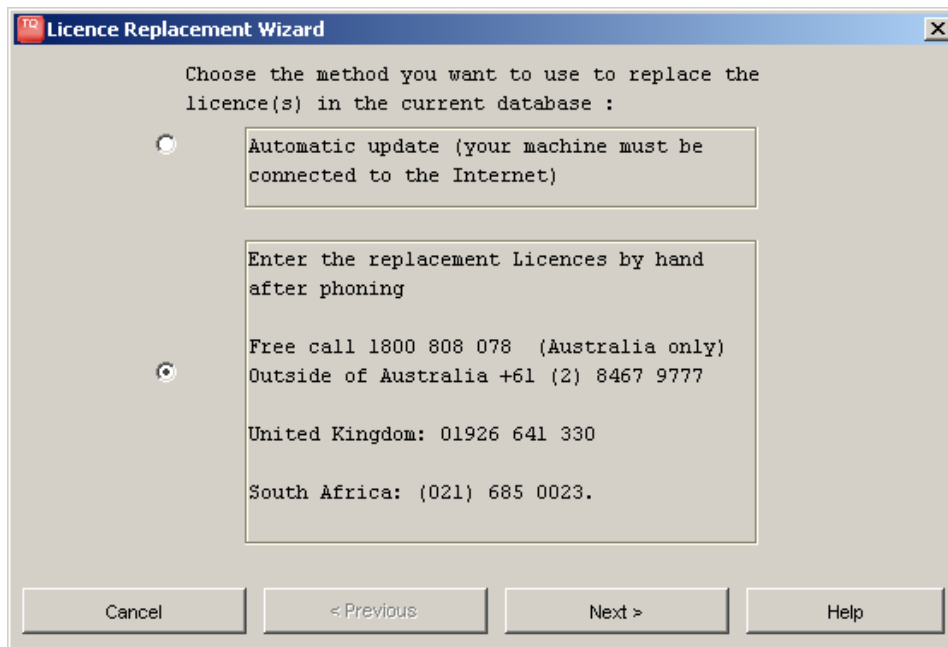 TQ Licence Replacement Wizard
Choose the method you want to use to replace the
licence(s) in the current database :
Automatic update (your machine must be
connected to the Internet)
Enter the replacement Licences by hand
after phoning
Free call 1800 808 078  (Australia only)
Outside of Australia +61 (2) 8467 9777
United Kingdom: 01926 641 330
South Africa: (021) 685 0023.
Cancel
< Previous
Next >
Help